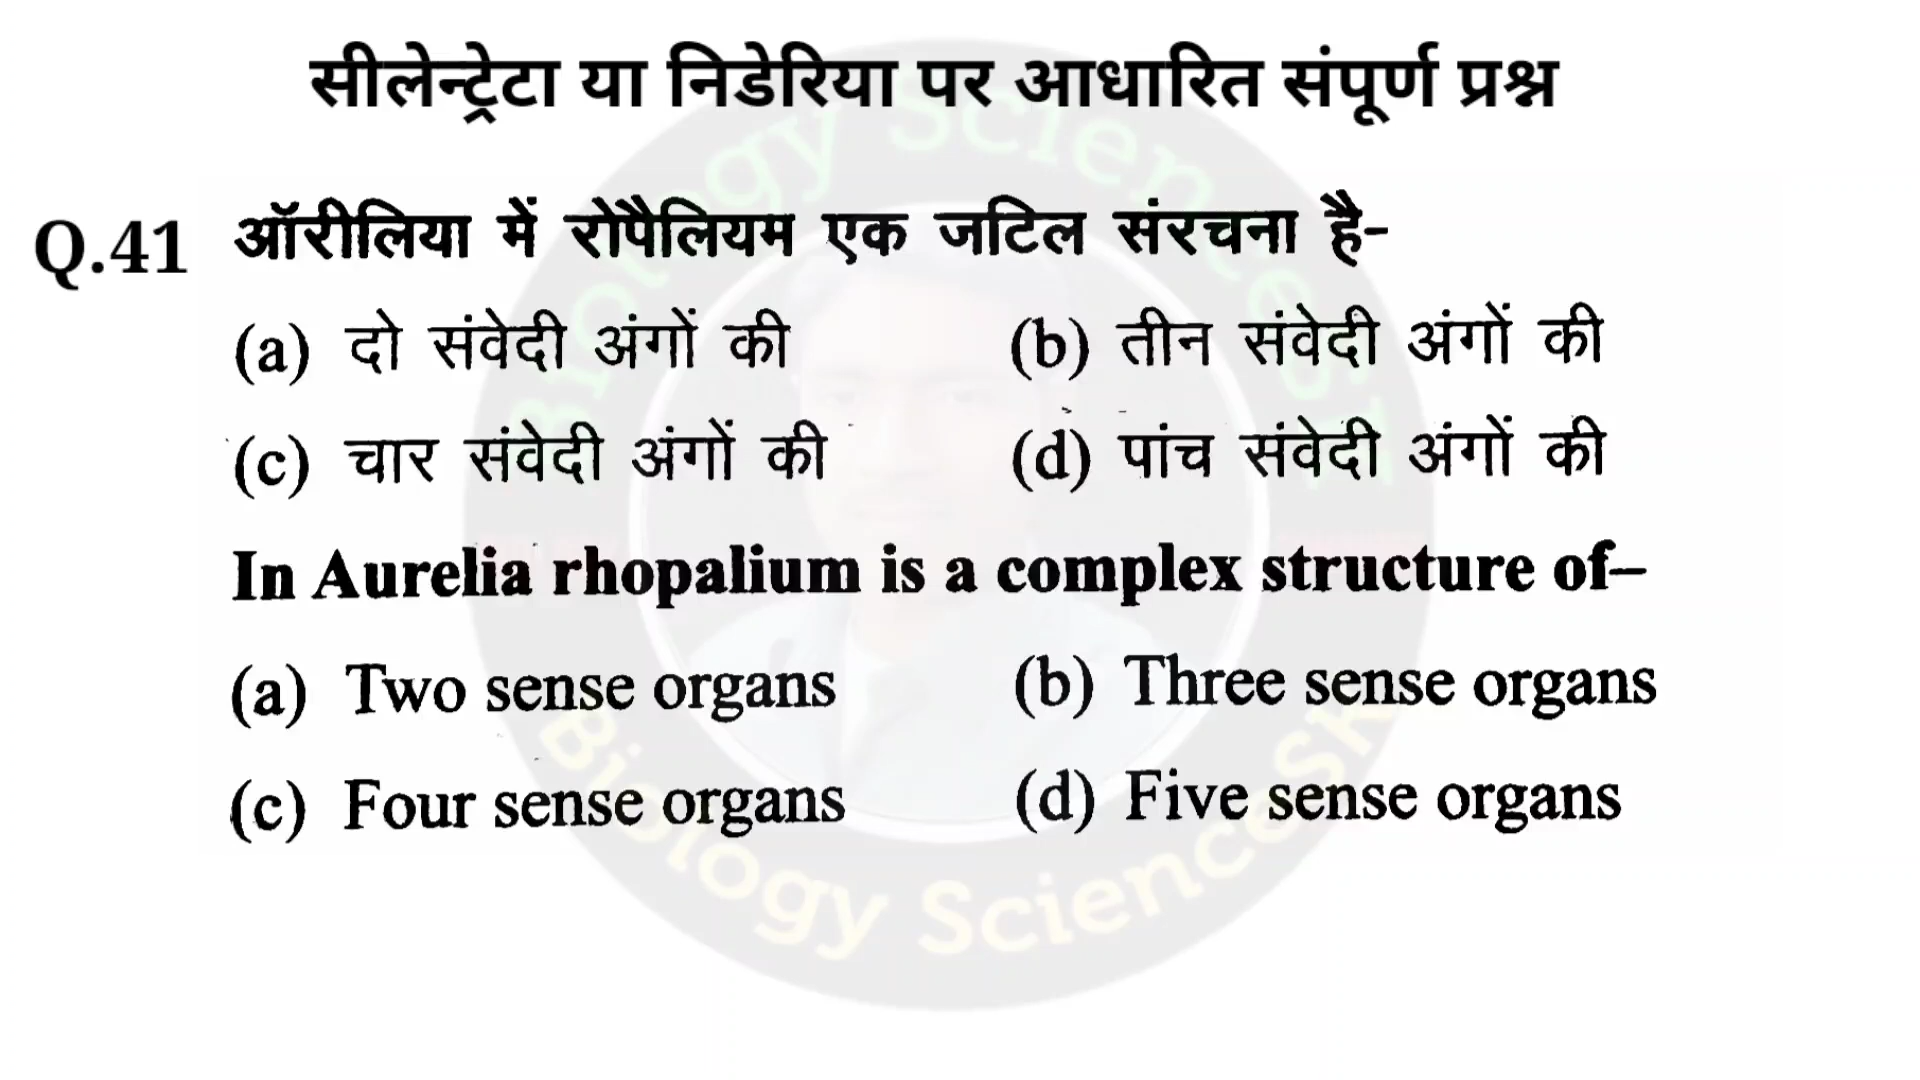 सीलेन्ट्रेटा या निडेरिया पर आधारित संपूर्ण प्रश्न
Q.41 ऑरीलिया में रोपैलियम एक जटिल संरचना है-
(a) दो संवेदी अंगों की (b) तीन संवेदी अंगों की
(c) चार संवेदी अंगों की (d) पांच संवेदी अंगों की
In Aurelia rhopalium is a complex structure of–
(a) Two sense organs (b) Three sense organs
(c) Four sense organs (d) Five sense organs